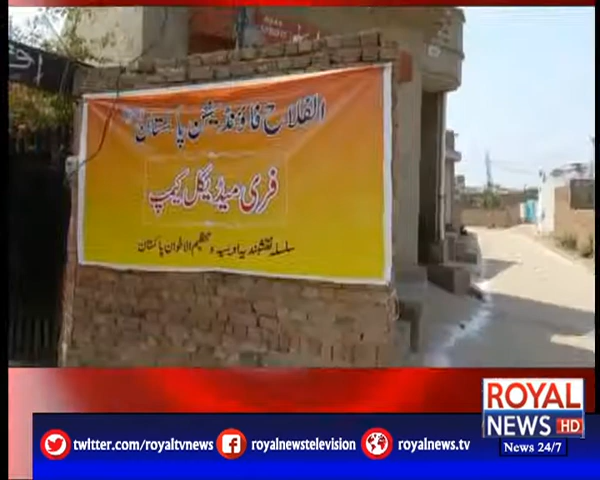 الفلاح فاؤنڈیشن پاکستان
فری میڈیکل کیمپ
سلسلہ نقشبندیہ اویسیہ و تنظیم الاخوان پاکستان
ROYAL
NEWS HD
News 24/7
twitter.com/royaltvnews
royalnewstelevision
royalnews.tv